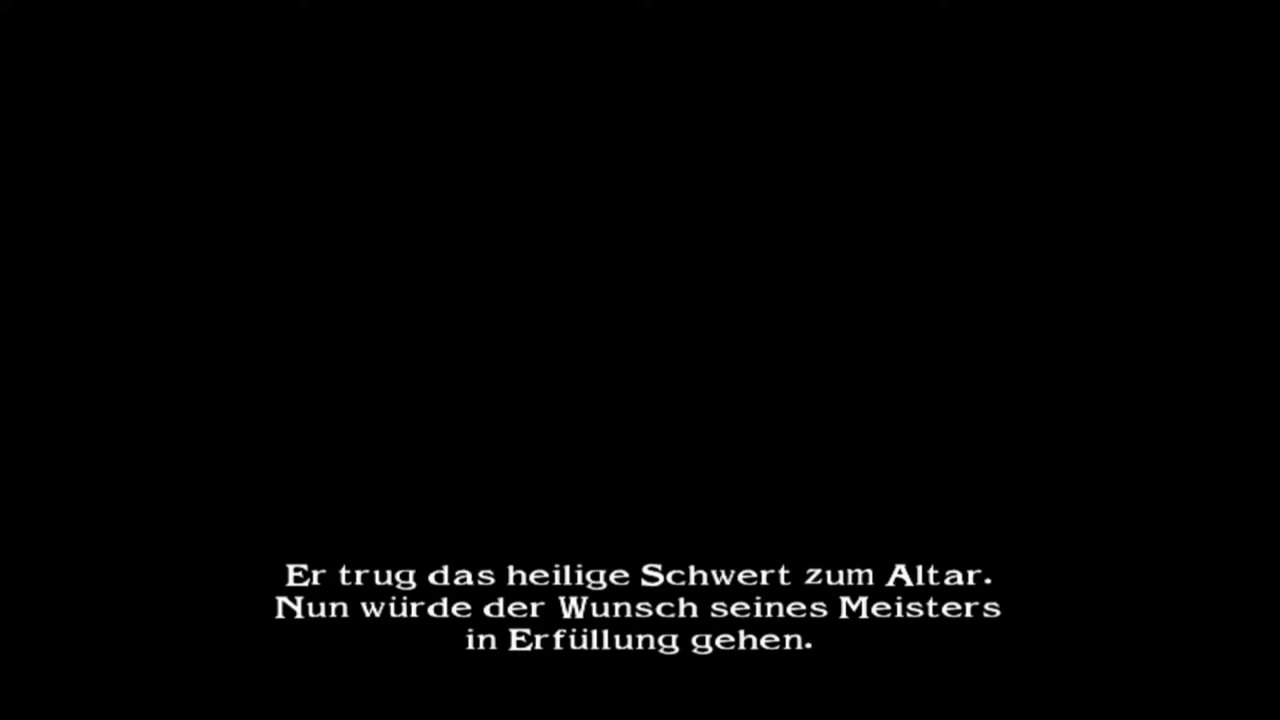 Er trug das heilige Schwert zum Altar.
Nun würde der Wunsch seines Meisters
in Erfüllung gehen.